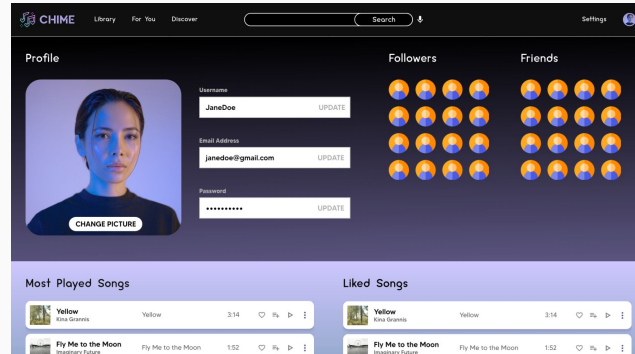 CHIME
Library
For You
Discover
Search
Settings
Profile
Username
JaneDoe
UPDATE
Email Address
janedoe@gmail.com
UPDATE
Password
••••••••••
UPDATE
CHANGE PICTURE
Followers
Friends
Most Played Songs
Yellow
Kina Grannis
Yellow
3:14
Fly Me to the Moon
Imaginary Future
Fly Me to the Moon
1:52
Liked Songs
Yellow
Kina Grannis
Yellow
3:14
Fly Me to the Moon
Imaginary Future
Fly Me to the Moon
1:52